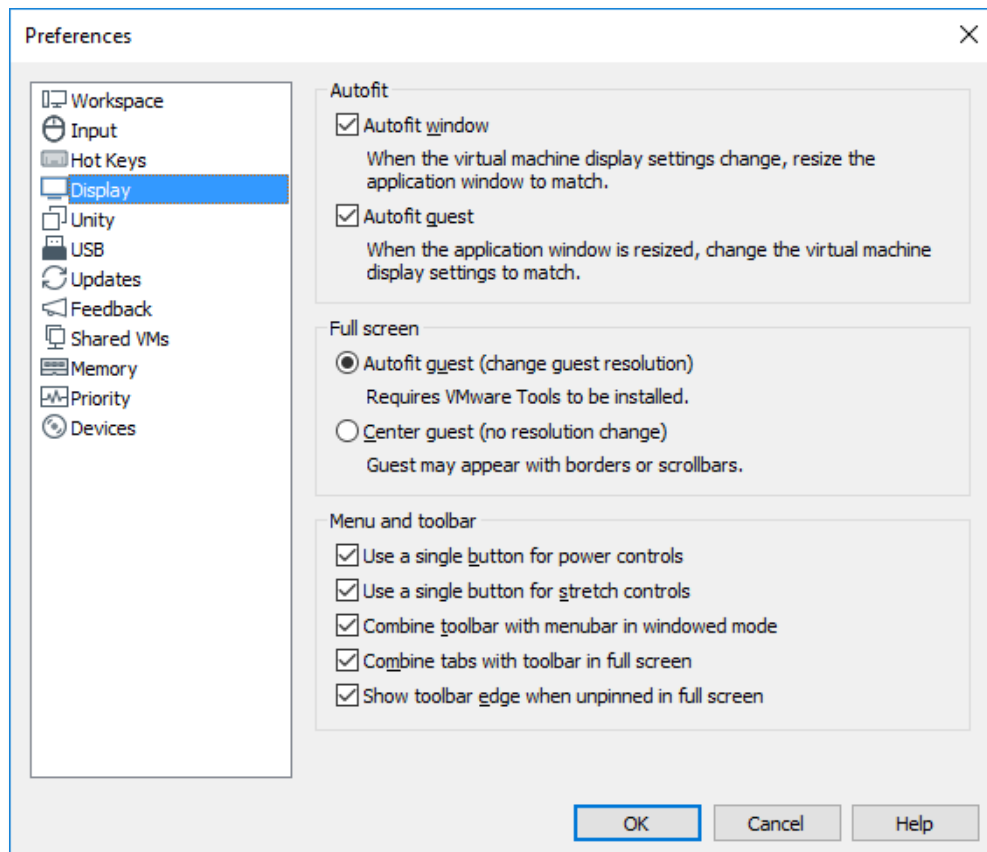 Preferences
Workspace
Input
Hot Keys
Display
Unity
USB
Updates
Feedback
Shared VMs
Memory
Priority
Devices
Autofit
Autofit window
When the virtual machine display settings change, resize the
application window to match.
Autofit guest
When the application window is resized, change the virtual machine
display settings to match.
Full screen
Autofit guest (change guest resolution)
Requires VMware Tools to be installed.
Center guest (no resolution change)
Guest may appear with borders or scrollbars.
Menu and toolbar
Use a single button for power controls
Use a single button for stretch controls
Combine toolbar with menubar in windowed mode
Combine tabs with toolbar in full screen
Show toolbar edge when unpinned in full screen
OK
Cancel
Help